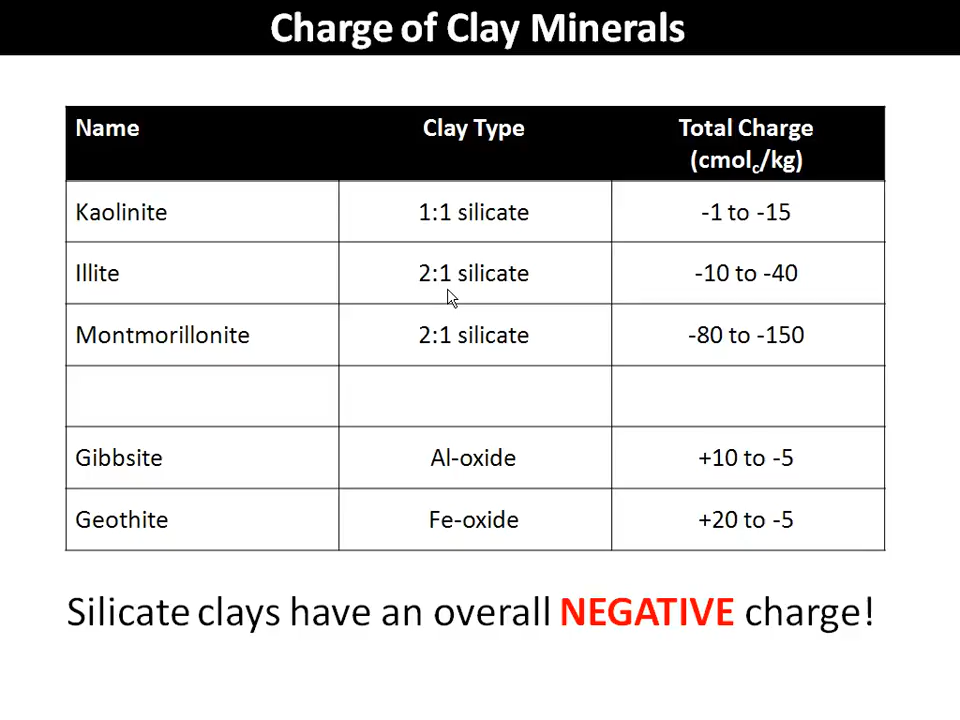 Charge of Clay Minerals
Name Clay Type Total Charge
(cmolc/kg)
Kaolinite 1:1 silicate -1 to -15
Illite 2:1 silicate -10 to -40
Montmorillonite 2:1 silicate -80 to -150
Gibbsite Al-oxide +10 to -5
Geothite Fe-oxide +20 to -5
Silicate clays have an overall NEGATIVE charge!